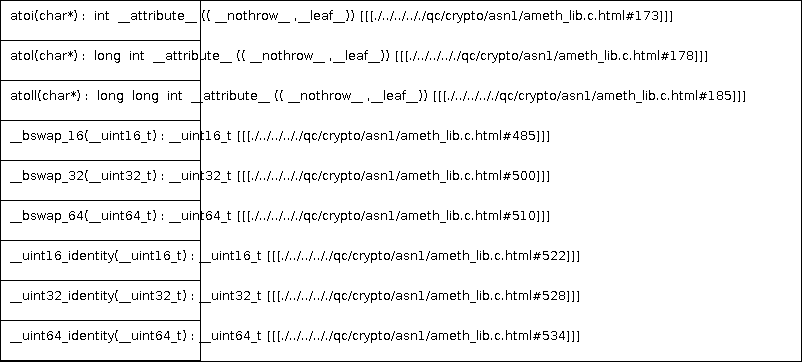 atoi(char*) : int __attribute__ (( __nothrow__ ,__leaf__)) [[[./../../../qc/crypto/asn1/ameth_lib.c.html#173]]]
atol(char*) : long int __attribute__ (( __nothrow__ ,__leaf__)) [[[./../../../qc/crypto/asn1/ameth_lib.c.html#178]]]
atoll(char*) : long long int __attribute__ (( __nothrow__ ,__leaf__)) [[[./../../../qc/crypto/asn1/ameth_lib.c.html#185]]]
__bswap_16(__uint16_t) : __uint16_t [[[./../../../qc/crypto/asn1/ameth_lib.c.html#485]]]
__bswap_32(__uint32_t) : __uint32_t [[[./../../../qc/crypto/asn1/ameth_lib.c.html#500]]]
__bswap_64(__uint64_t) : __uint64_t [[[./../../../qc/crypto/asn1/ameth_lib.c.html#510]]]
__uint16_identity(__uint16_t) : __uint16_t [[[./../../../qc/crypto/asn1/ameth_lib.c.html#522]]]
__uint32_identity(__uint32_t) : __uint32_t [[[./../../../qc/crypto/asn1/ameth_lib.c.html#528]]]
__uint64_identity(__uint64_t) : __uint64_t [[[./../../../qc/crypto/asn1/ameth_lib.c.html#534]]]